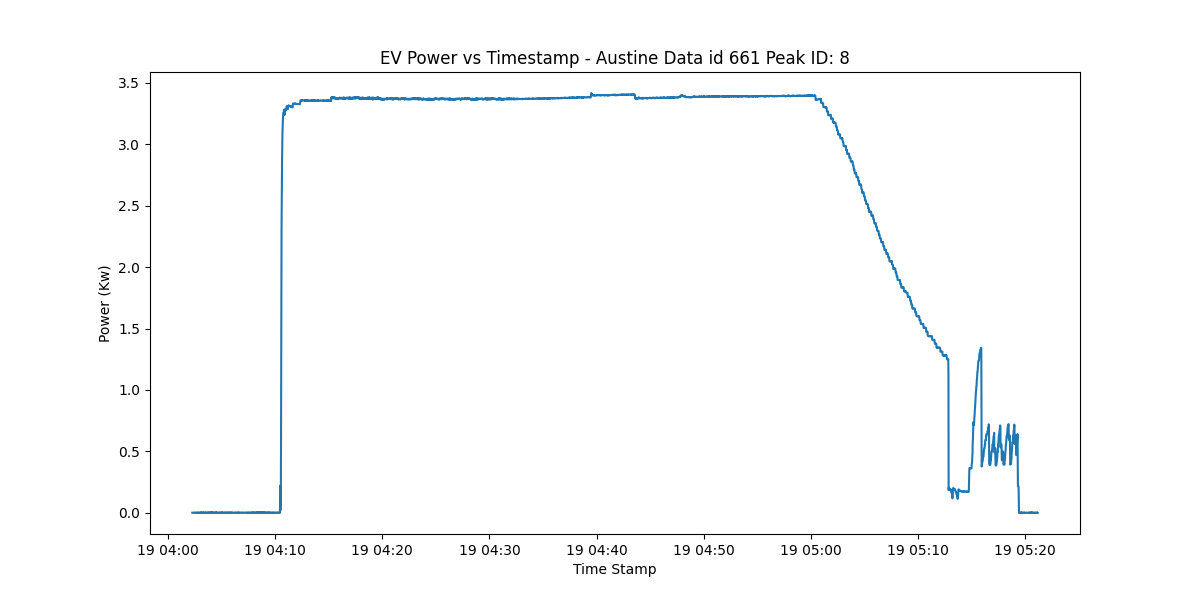 EV Power vs Timestamp - Austine Data id 661 Peak ID: 8
3.5
3.0
2.5
2.0
1.5
1.0
0.5
0.0
Power (Kw)
19 04:00 19 04:10 19 04:20 19 04:30 19 04:40 19 04:50 19 05:00 19 05:10 19 05:20
Time Stamp